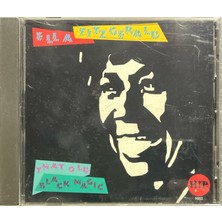 ELLA
FITZGERALD
THAT OLD
BLACK MAGIC